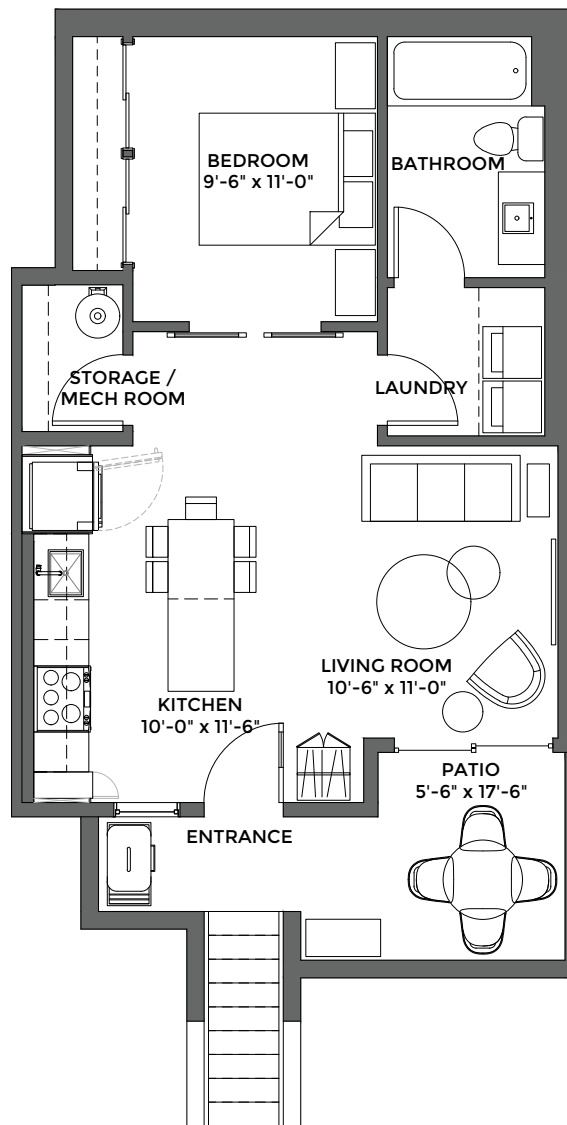 BEDROOM
9'-6" x 11'-0"
BATHROOM
STORAGE /
MECH ROOM
LAUNDRY
LIVING ROOM
10'-6" x 11'-0"
KITCHEN
10'-0" x 11'-6"
PATIO
5'-6" x 17'-6"
ENTRANCE